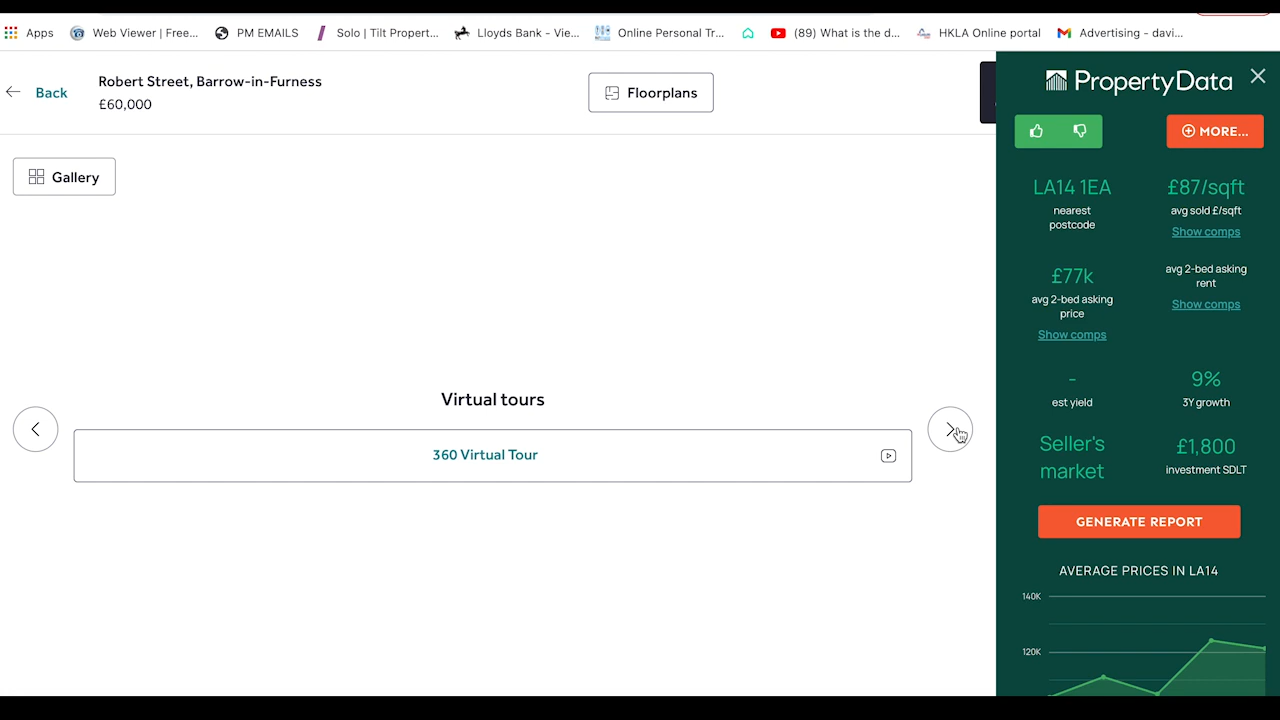 Apps
Web Viewer | Free...
PM EMAILS
Solo | Tilt Propert...
Lloyds Bank - Vie...
Online Personal Tr...
(89) What is the d...
HKLA Online portal
Advertising - davi...
Back
Robert Street, Barrow-in-Furness
£60,000
Floorplans
Gallery
Virtual tours
360 Virtual Tour
PropertyData
MORE...
LA14 1EA
nearest
postcode
£87/sqft
avg sold £/sqft
Show comps
£77k
avg 2-bed asking
price
Show comps
avg 2-bed asking
rent
Show comps
-
est yield
9%
3Y growth
Seller's
market
£1,800
investment SDLT
GENERATE REPORT
AVERAGE PRICES IN LA14
140K
120K